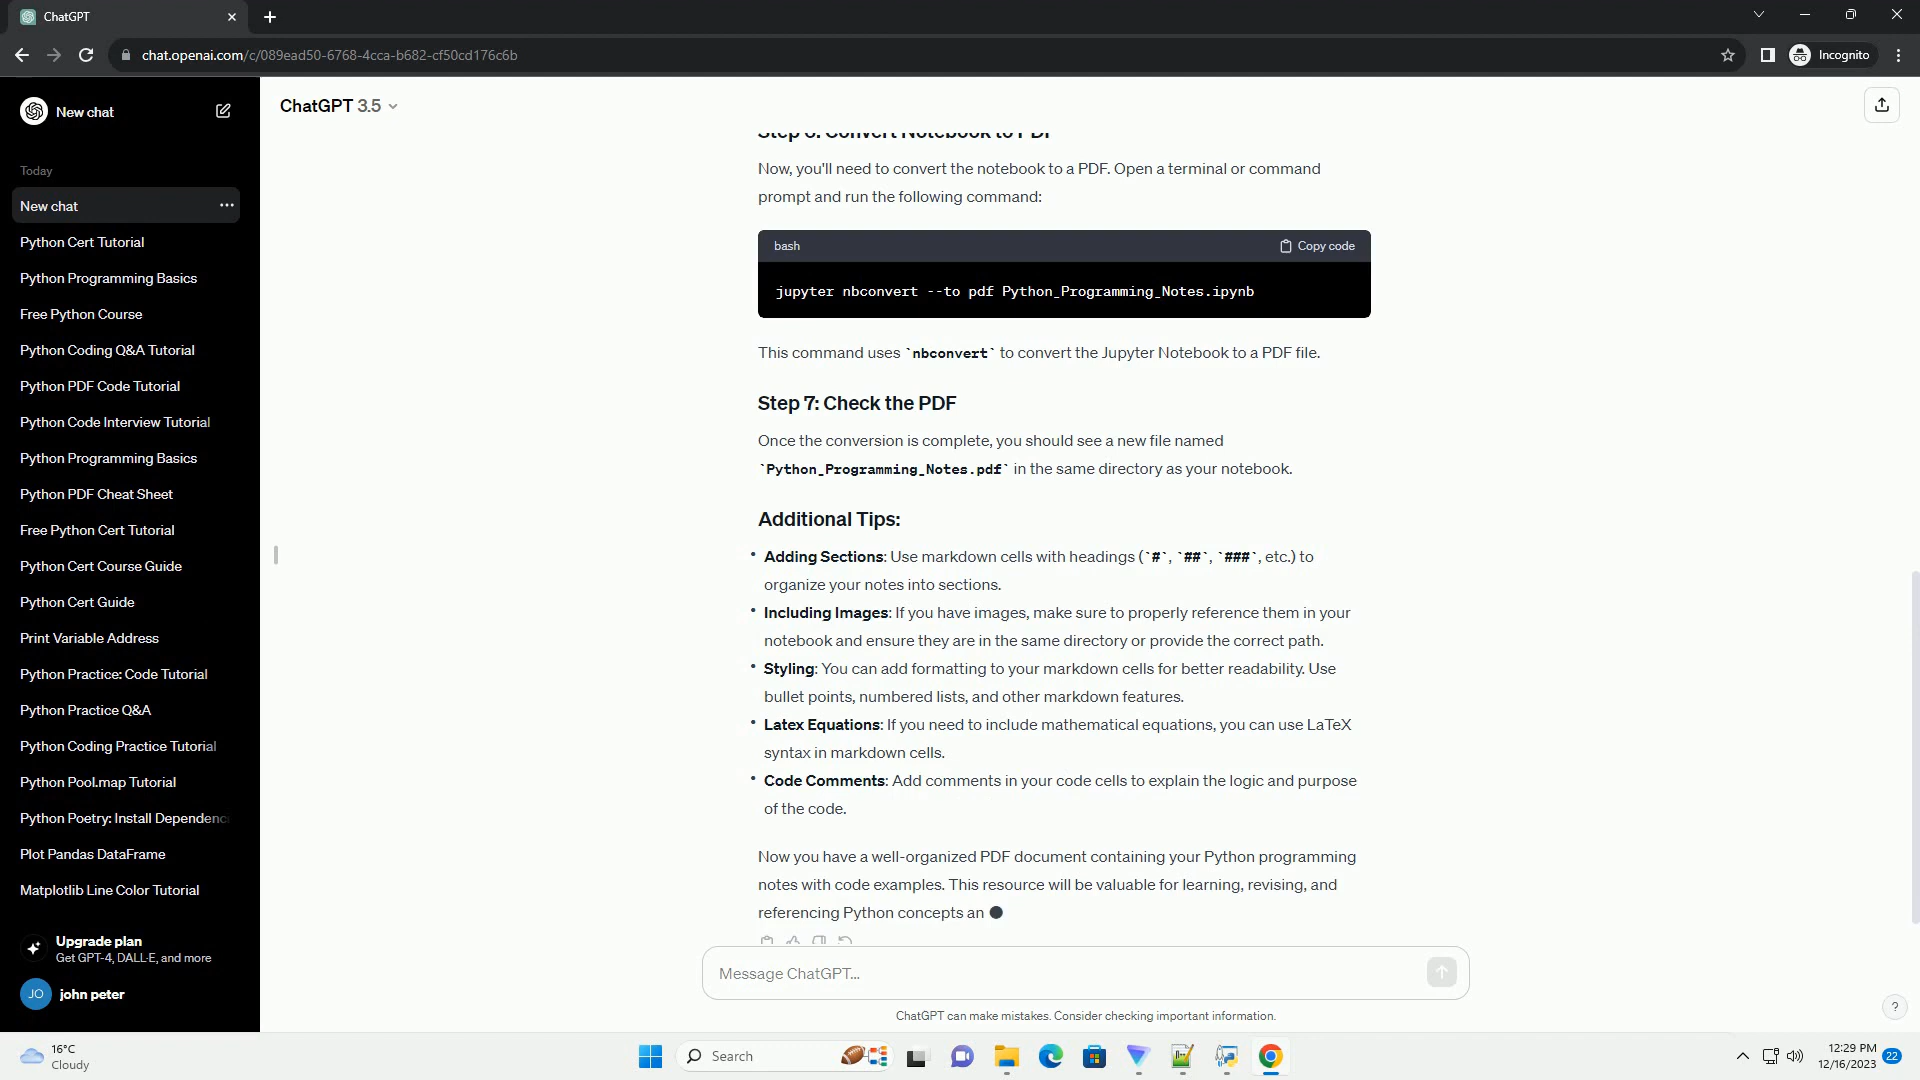 ChatGPT
chat.openai.com/c/089ead50-6768-4cca-b682-cf50cd176c6b
Incognito
New chat
Today
New chat
Python Cert Tutorial
Python Programming Basics
Free Python Course
Python Coding Q&A Tutorial
Python PDF Code Tutorial
Python Code Interview Tutorial
Python Programming Basics
Python PDF Cheat Sheet
Free Python Cert Tutorial
Python Cert Course Guide
Python Cert Guide
Print Variable Address
Python Practice: Code Tutorial
Python Practice Q&A
Python Coding Practice Tutorial
Python Pool.map Tutorial
Python Poetry: Install Dependenc
Plot Pandas DataFrame
Matplotlib Line Color Tutorial
Upgrade plan
Get GPT-4, DALL·E, and more
JO john peter
ChatGPT 3.5
Step 6: Convert Notebook to PDF
Now, you'll need to convert the notebook to a PDF. Open a terminal or command
prompt and run the following command:
bash Copy code
jupyter nbconvert --to pdf Python_Programming_Notes.ipynb
This command uses `nbconvert` to convert the Jupyter Notebook to a PDF file.
Step 7: Check the PDF
Once the conversion is complete, you should see a new file named
`Python_Programming_Notes.pdf` in the same directory as your notebook.
Additional Tips:
• Adding Sections: Use markdown cells with headings (`#`, `##`, `###`, etc.) to
organize your notes into sections.
• Including Images: If you have images, make sure to properly reference them in your
notebook and ensure they are in the same directory or provide the correct path.
• Styling: You can add formatting to your markdown cells for better readability. Use
bullet points, numbered lists, and other markdown features.
• Latex Equations: If you need to include mathematical equations, you can use LaTeX
syntax in markdown cells.
• Code Comments: Add comments in your code cells to explain the logic and purpose
of the code.
Now you have a well-organized PDF document containing your Python programming
notes with code examples. This resource will be valuable for learning, revising, and
referencing Python concepts an
Message ChatGPT...
ChatGPT can make mistakes. Consider checking important information.
?
16°C
Cloudy
Search
12:29 PM
12/16/2023
22